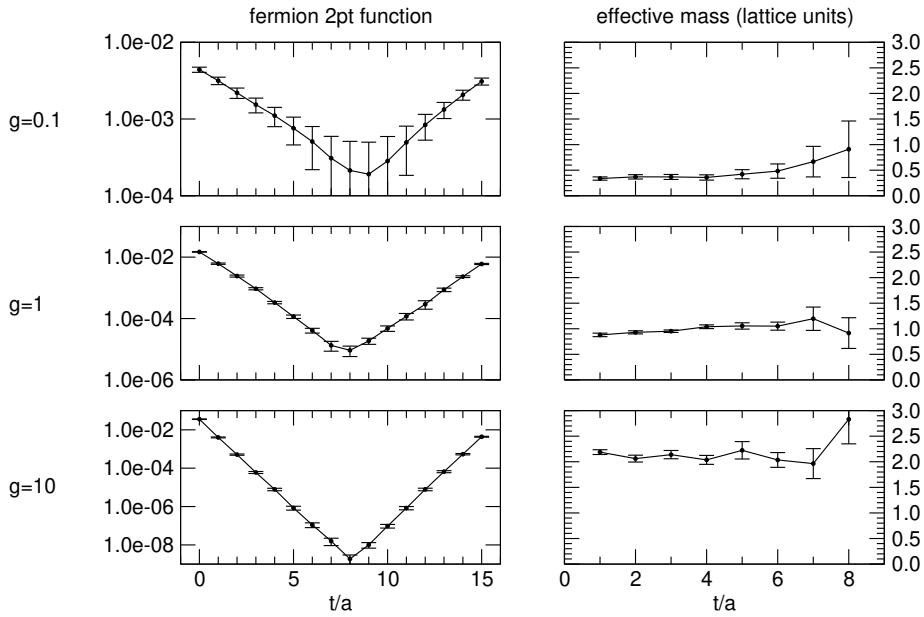 fermion 2pt function
effective mass (lattice units)
g=0.1
1.0e-02
1.0e-03
1.0e-04
3.0
2.5
2.0
1.5
1.0
0.5
0.0
g=1
1.0e-02
1.0e-04
1.0e-06
3.0
2.5
2.0
1.5
1.0
0.5
0.0
g=10
1.0e-02
1.0e-04
1.0e-06
1.0e-08
3.0
2.5
2.0
1.5
1.0
0.5
0.0
0 5 10 15
t/a
0 2 4 6 8
t/a